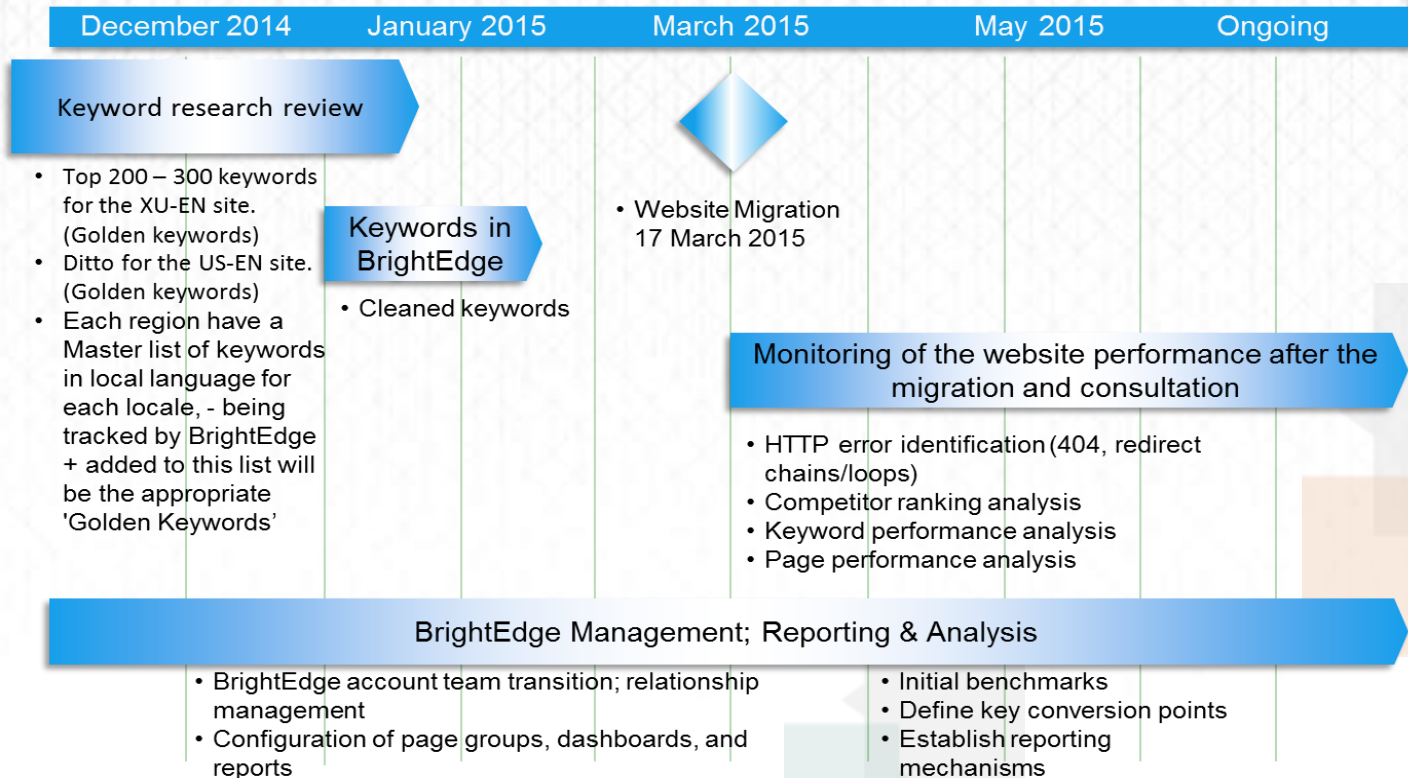 December 2014
January 2015
March 2015
May 2015
Ongoing
Keyword research review
• Top 200 – 300 keywords
for the XU-EN site.
(Golden keywords)
• Ditto for the US-EN site.
(Golden keywords)
• Each region have a
Master list of keywords
in local language for
each locale, - being
tracked by BrightEdge
+ added to this list will
be the appropriate
'Golden Keywords’
Keywords in
BrightEdge
• Cleaned keywords
• Website Migration
17 March 2015
Monitoring of the website performance after the
migration and consultation
• HTTP error identification (404, redirect
chains/loops)
• Competitor ranking analysis
• Keyword performance analysis
• Page performance analysis
BrightEdge Management; Reporting & Analysis
• BrightEdge account team transition; relationship
management
• Configuration of page groups, dashboards, and
reports
• Initial benchmarks
• Define key conversion points
• Establish reporting
mechanisms